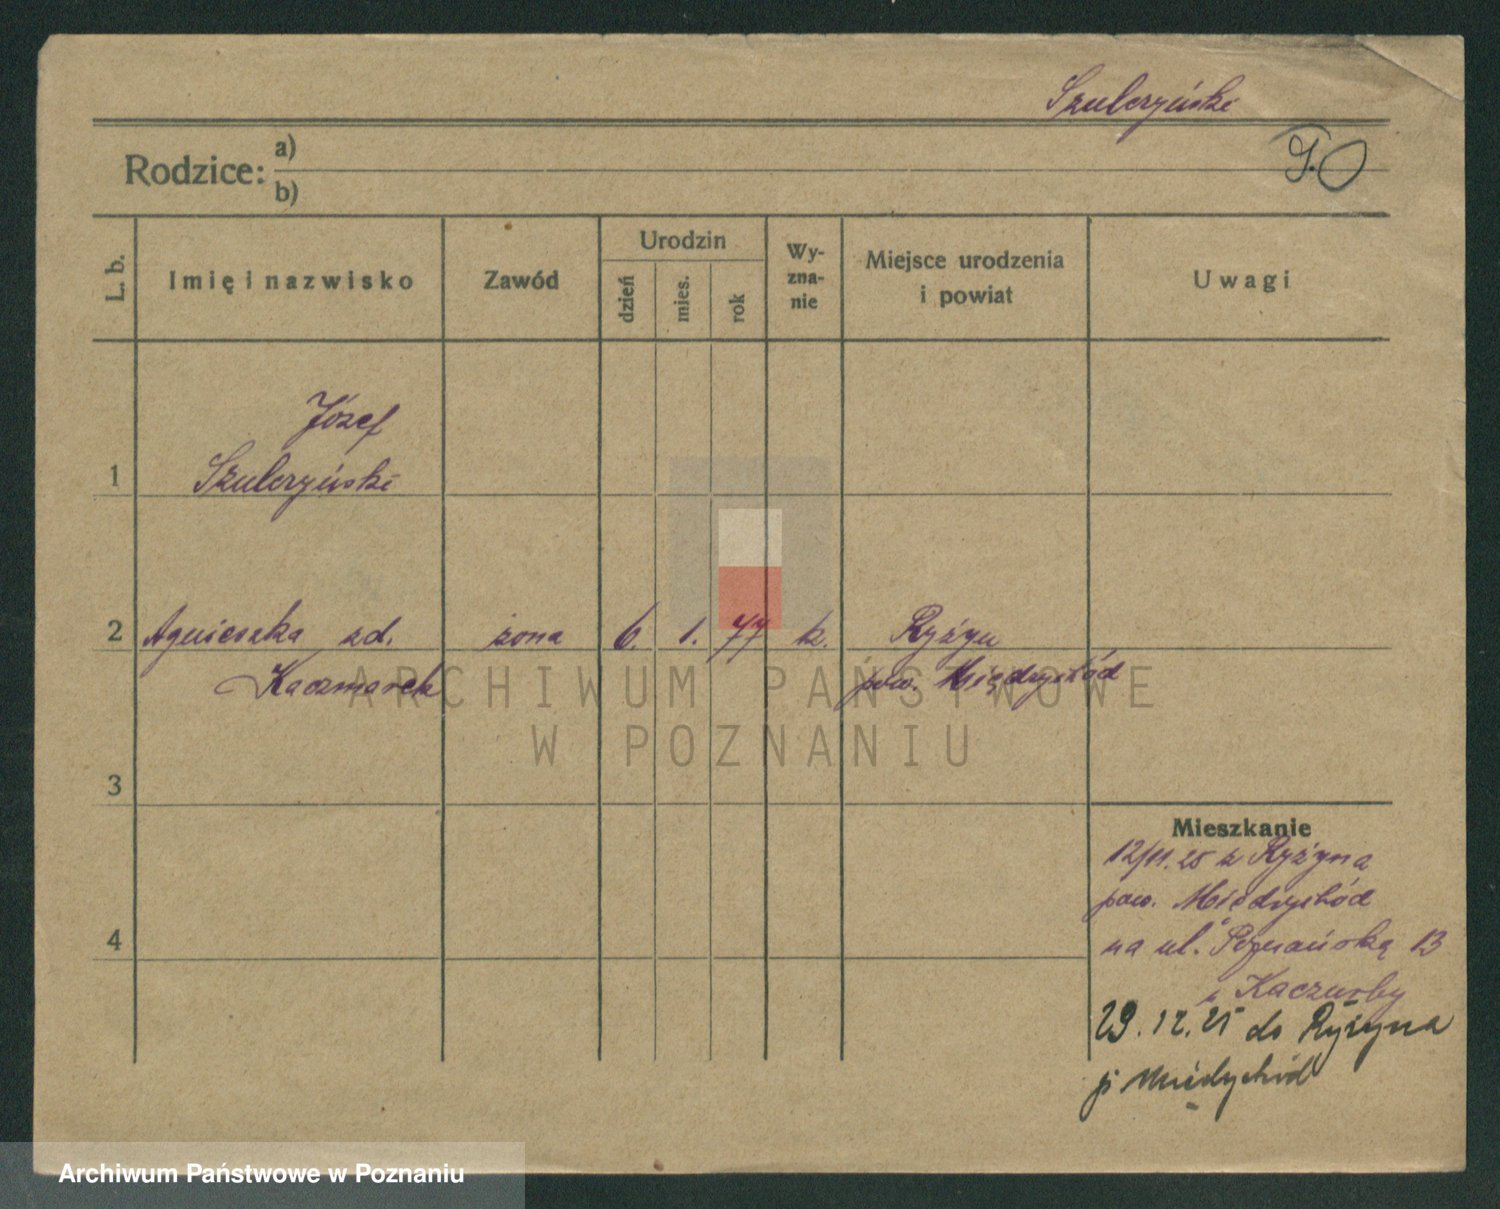 Szulczyński
Rodzice: a)
b)
T.O
L. b.
Imię i nazwisko
Zawód
Urodzin
dzień
mies.
rok
Wy-
zna-
nie
Miejsce urodzenia
i powiat
Uwagi
1
Józef
Szulczyński
2
Agnieszka zd. żona 6. 1. 77 k. Ryżyn
Kaczmarek pow. Międzychód
ARCHIWUM PAŃSTWOWE
W POZNANIU
3
Mieszkanie
12/11.25 z Ryżyna
pow. Międzychód
4
na ul. Poznańską 13
Kaczurby
29.12.25 do Ryżyna
p Międzychód
Archiwum Państwowe w Poznaniu